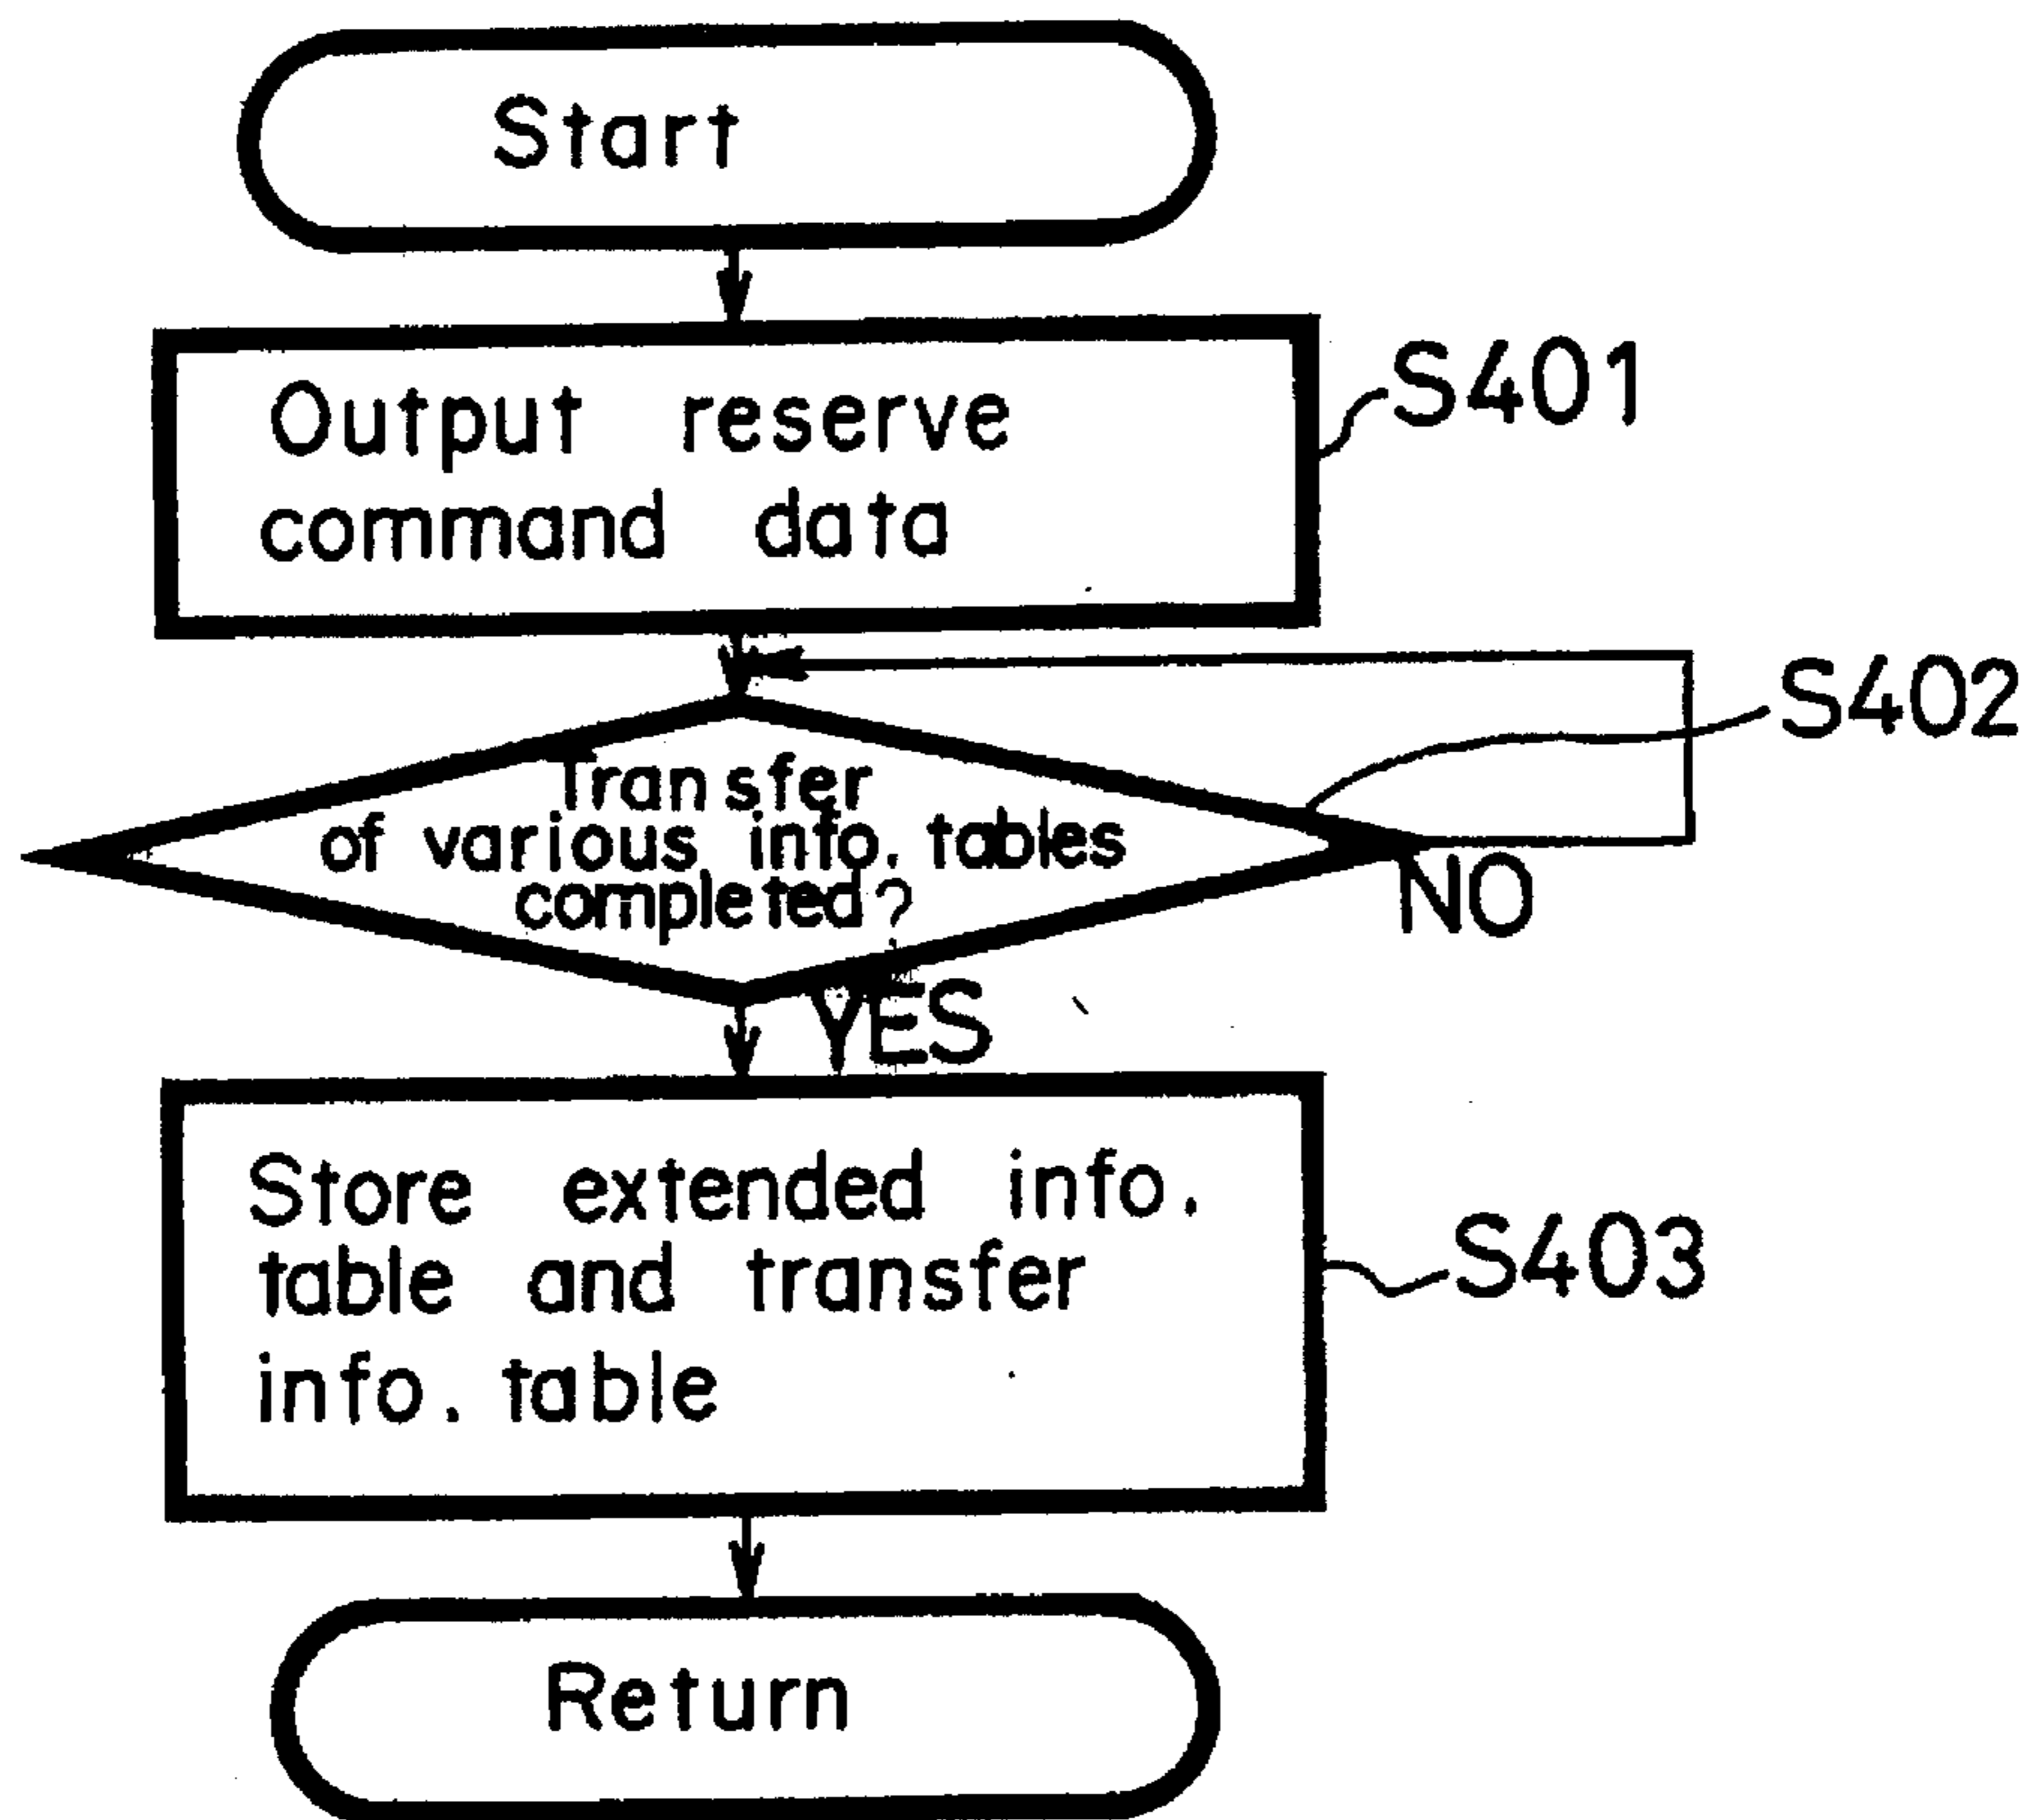 Start
Output reserve
command data
S401
Transfer
of various info. tables
completed?
S402
NO
YES
Store extended info.
table and transfer
info. table
S403
Return